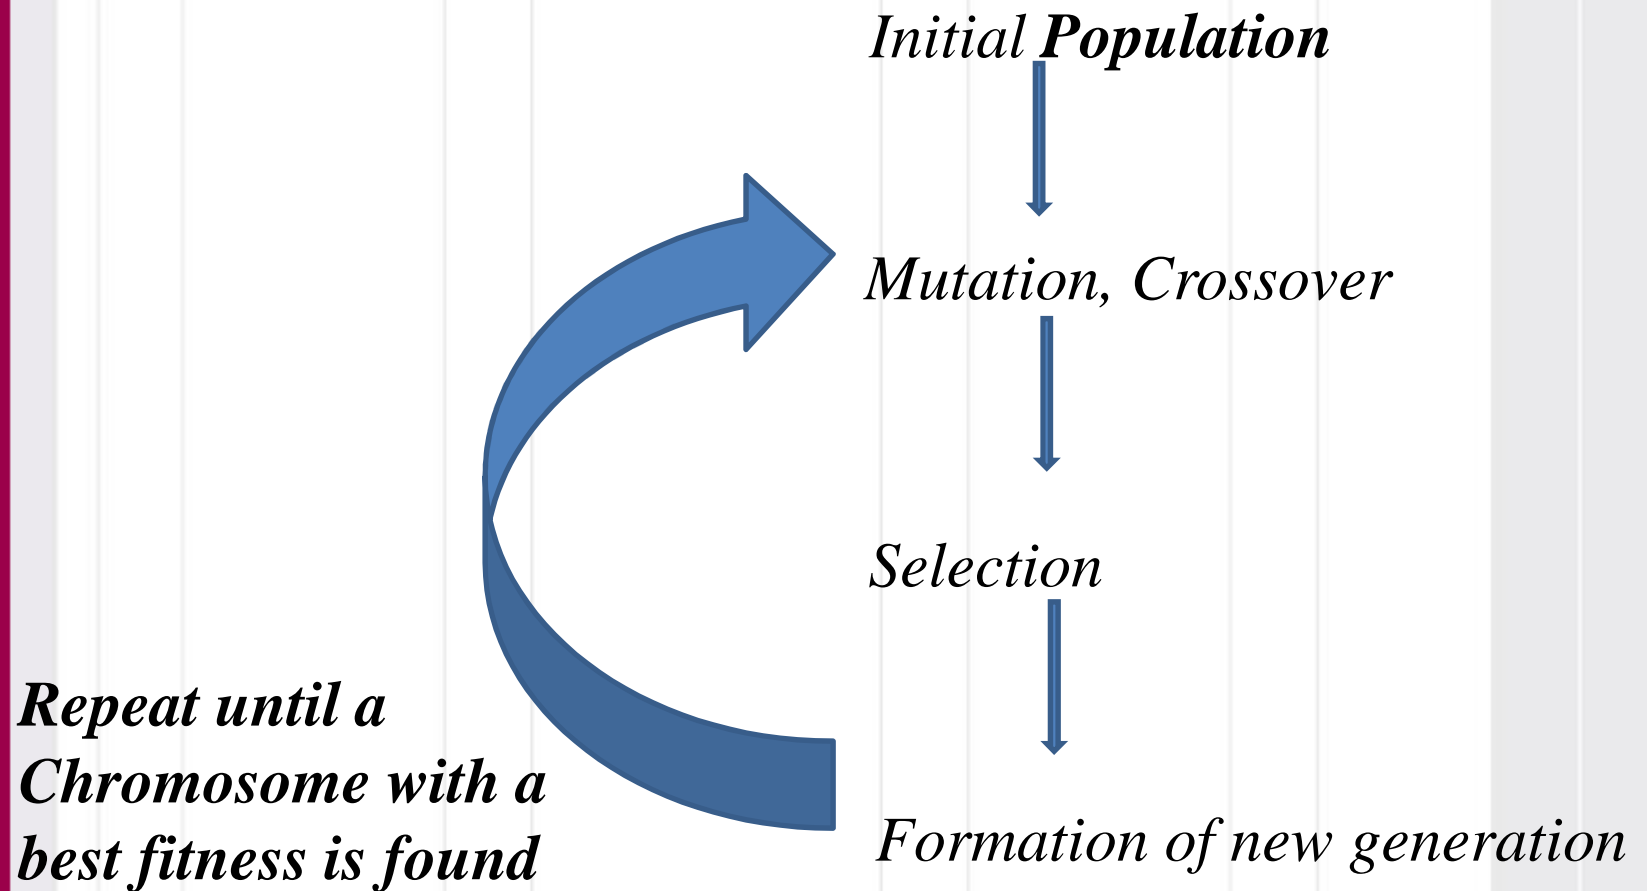 Initial Population
Mutation, Crossover
Selection
Formation of new generation
Repeat until a
Chromosome with a
best fitness is found